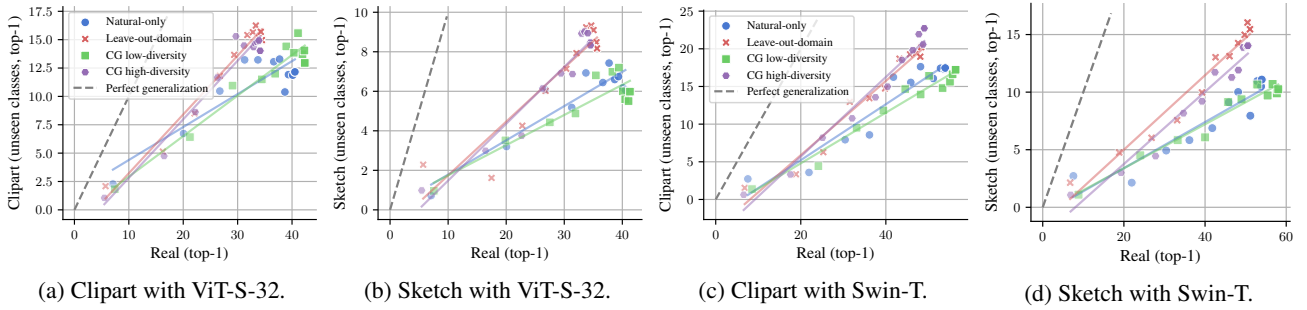 Clipart (unseen classes, top-1)
17.5
15.0
12.5
10.0
7.5
5.0
2.5
0.0
Natural-only
Leave-out-domain
CG low-diversity
CG high-diversity
Perfect generalization
0 10 20 30 40
Real (top-1)
(a) Clipart with ViT-S-32.
Sketch (unseen classes, top-1)
10
8
6
4
2
0
0 10 20 30 40
Real (top-1)
(b) Sketch with ViT-S-32.
Clipart (unseen classes, top-1)
25
20
15
10
5
0
Natural-only
Leave-out-domain
CG low-diversity
CG high-diversity
Perfect generalization
0 20 40
Real (top-1)
(c) Clipart with Swin-T.
Sketch (unseen classes, top-1)
15
10
5
0
0 20 40 60
Real (top-1)
(d) Sketch with Swin-T.